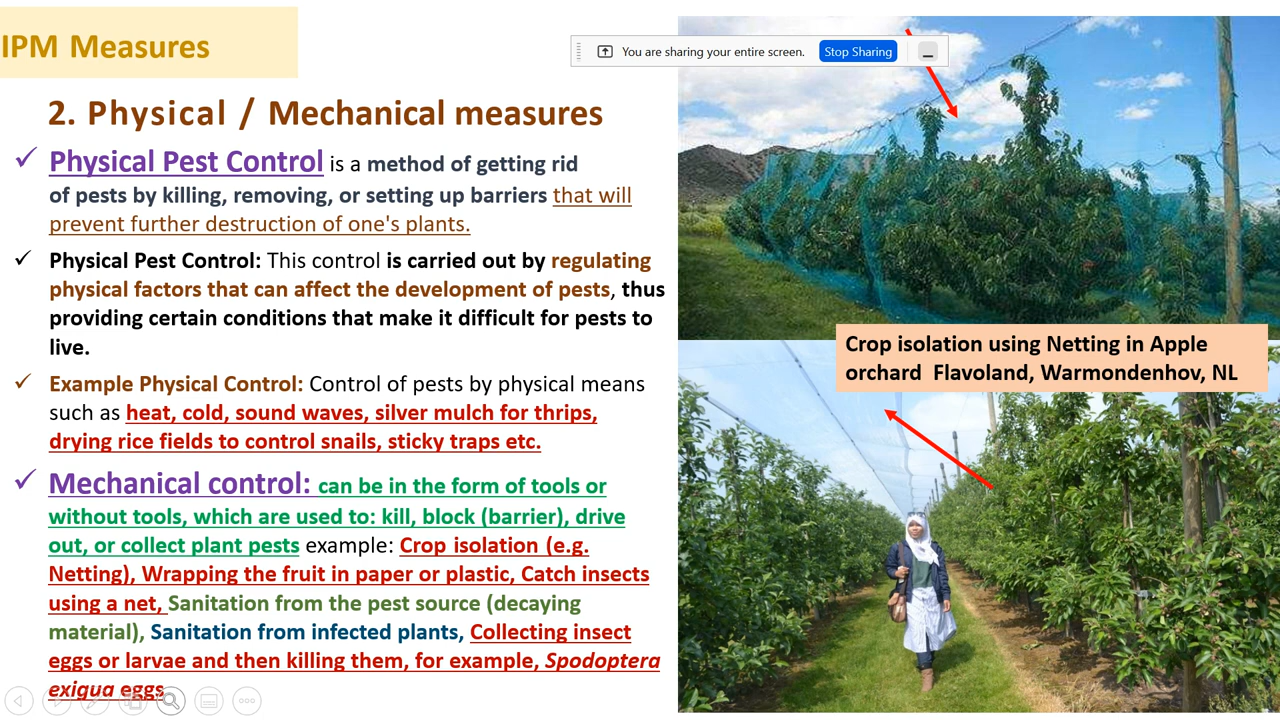 IPM Measures
You are sharing your entire screen.
Stop Sharing
2. Physical / Mechanical measures
✓ Physical Pest Control is a method of getting rid
of pests by killing, removing, or setting up barriers that will
prevent further destruction of one's plants.
✓ Physical Pest Control: This control is carried out by regulating
physical factors that can affect the development of pests, thus
providing certain conditions that make it difficult for pests to
live.
✓ Example Physical Control: Control of pests by physical means
such as heat, cold, sound waves, silver mulch for thrips,
drying rice fields to control snails, sticky traps etc.
✓ Mechanical control: can be in the form of tools or
without tools, which are used to: kill, block (barrier), drive
out, or collect plant pests example: Crop isolation (e.g.
Netting), Wrapping the fruit in paper or plastic, Catch insects
using a net, Sanitation from the pest source (decaying
material), Sanitation from infected plants, Collecting insect
eggs or larvae and then killing them, for example, Spodoptera
exigua eggs
Crop isolation using Netting in Apple
orchard Flavoland, Warmondenhov, NL